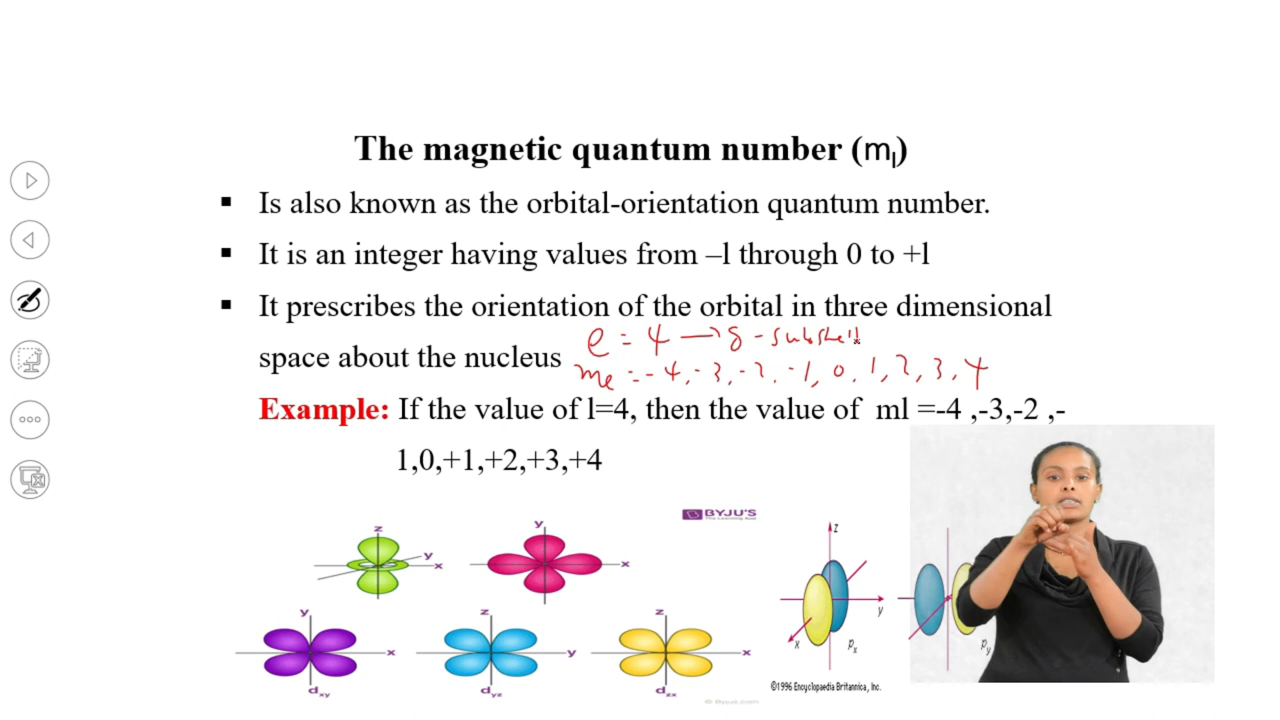 The magnetic quantum number (ml)
▪ Is also known as the orbital-orientation quantum number.
▪ It is an integer having values from –l through 0 to +l
▪ It prescribes the orientation of the orbital in three dimensional
l = 4 → g - subshell
space about the nucleus
ml = -4, -3, -2, -1, 0, 1, 2, 3, 4
Example: If the value of l=4, then the value of ml =-4 ,-3,-2 ,-
1,0,+1,+2,+3,+4
BYJU'S
The Learning App
z
y
x
y
x
z
y
x
y
x
dxy
z
y
dyz
z
x
dzx
x
px
py
©1996 Encyclopaedia Britannica, Inc.
© Byjus.com